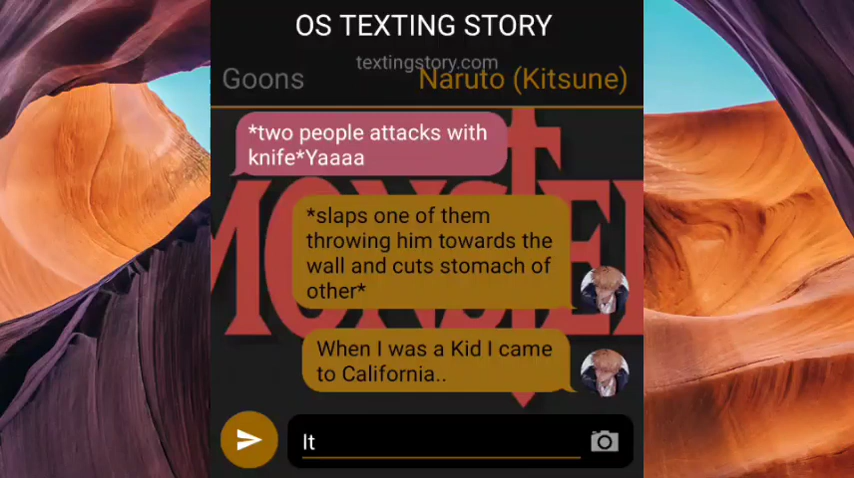 OS TEXTING STORY
textingstory.com
Goons
Naruto (Kitsune)
*two people attacks with
knife*Yaaaa
MONSTE
*slaps one of them
throwing him towards the
wall and cuts stomach of
other*
When I was a Kid I came
to California..
It